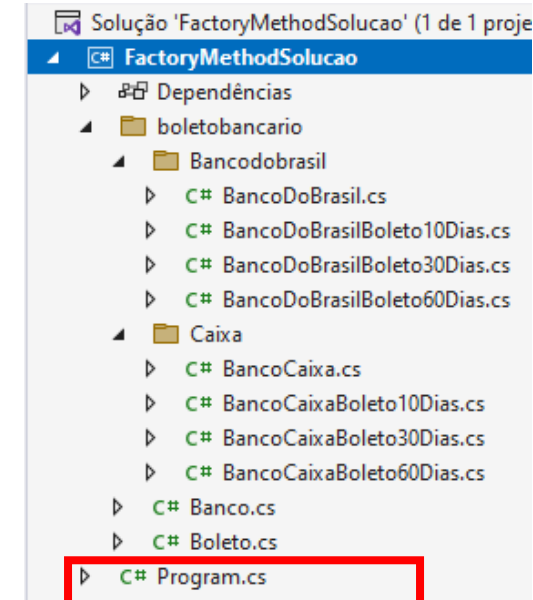 Solução 'FactoryMethodSolucao' (1 de 1 proje
C# FactoryMethodSolucao
Dependências
boletobancario
Bancodobrasil
C# BancoDoBrasil.cs
C# BancoDoBrasilBoleto10Dias.cs
C# BancoDoBrasilBoleto30Dias.cs
C# BancoDoBrasilBoleto60Dias.cs
Caixa
C# BancoCaixa.cs
C# BancoCaixaBoleto10Dias.cs
C# BancoCaixaBoleto30Dias.cs
C# BancoCaixaBoleto60Dias.cs
C# Banco.cs
C# Boleto.cs
C# Program.cs